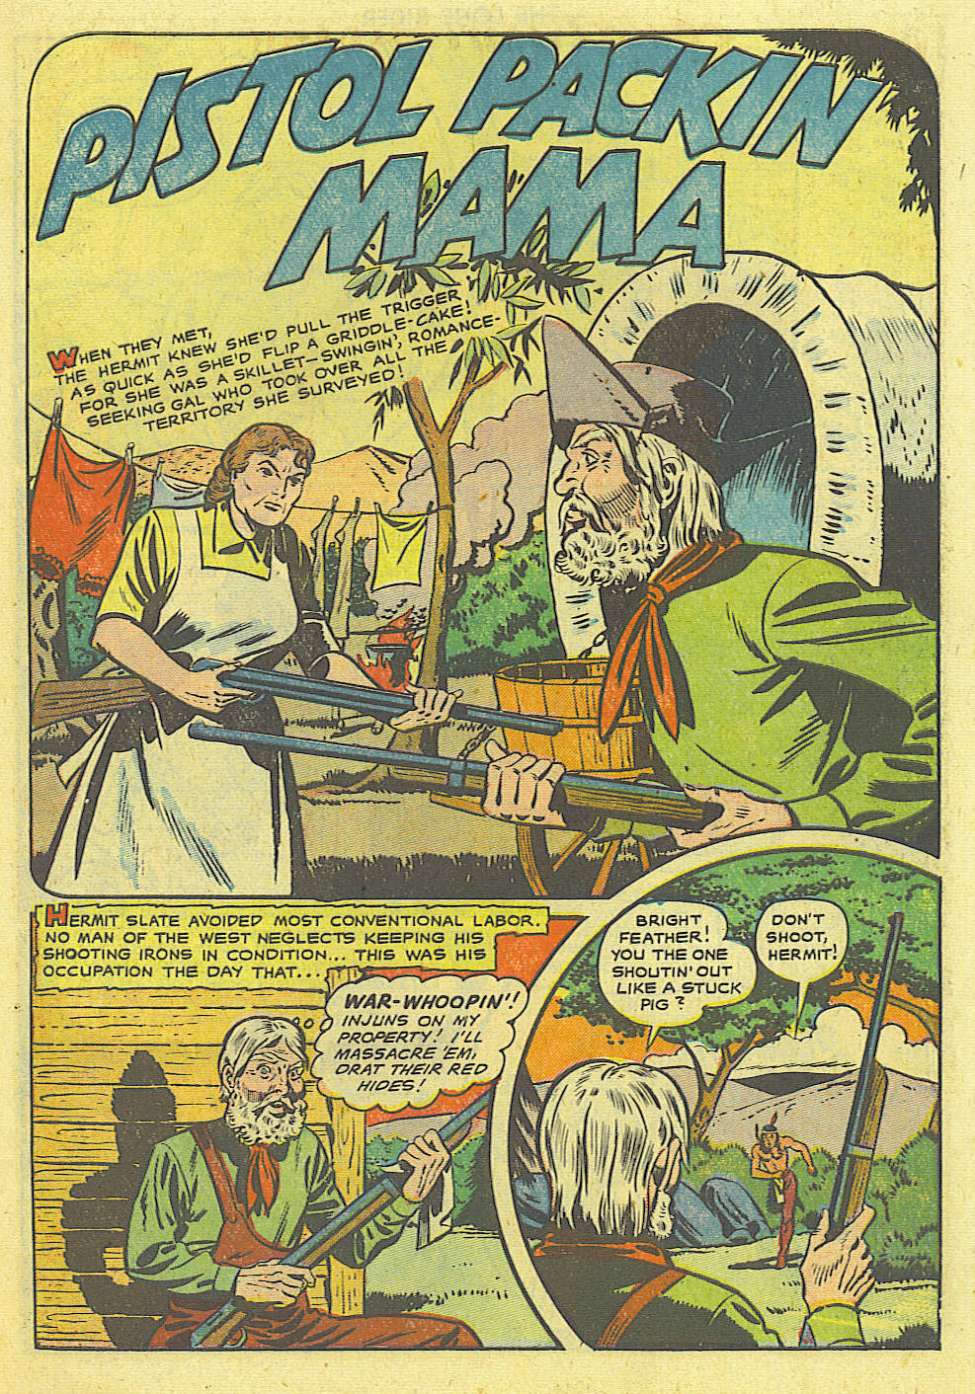 PISTOL PACKIN
MAMA
WHEN THEY MET,
THE HERMIT KNEW SHE'D PULL THE TRIGGER
AS QUICK AS SHE'D FLIP A GRIDDLE-CAKE!
FOR SHE WAS A SKILLET-SWINGIN', ROMANCE-
SEEKING GAL WHO TOOK OVER ALL THE
TERRITORY SHE SURVEYED!
HERMIT SLATE AVOIDED MOST CONVENTIONAL LABOR.
NO MAN OF THE WEST NEGLECTS KEEPING HIS
SHOOTING IRONS IN CONDITION... THIS WAS HIS
OCCUPATION THE DAY THAT...
WAR-WHOOPIN'!
INJUNS ON MY
PROPERTY! I'LL
MASSACRE 'EM,
DRAT THEIR RED
HIDES!
BRIGHT
FEATHER!
YOU THE ONE
SHOUTIN' OUT
LIKE A STUCK
PIG?
DON'T
SHOOT,
HERMIT!